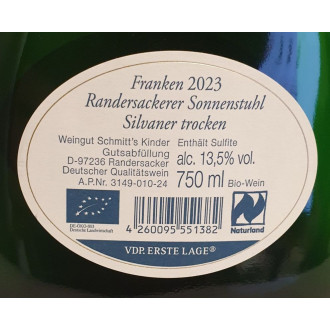 Franken 2023
Randersackerer Sonnenstuhl
Silvaner trocken
Weingut Schmitt's Kinder
Gutsabfüllung
D-97236 Randersacker
Deutscher Qualitätswein
A.P.Nr. 3149-010-24
Enthält Sulfite
alc. 13,5% vol.
750 ml Bio-Wein
DE-ÖKO-003
Deutsche Landwirtschaft
4 260095 551382
Naturland
VDP. ERSTE LAGE®